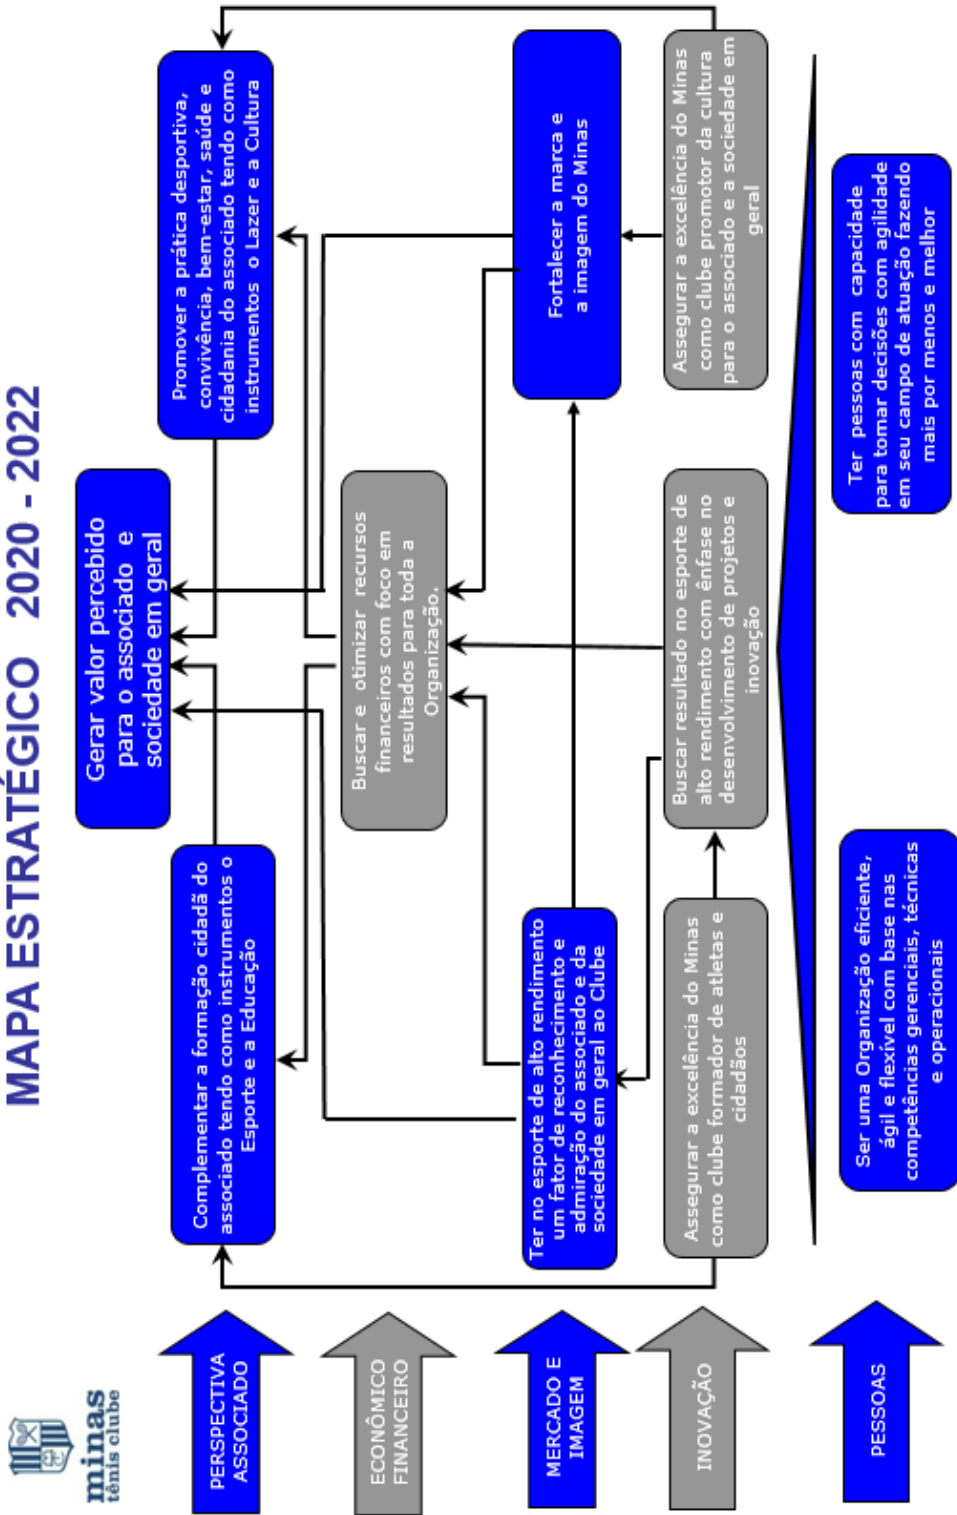 minas
tênis clube
MAPA ESTRATÉGICO 2020 - 2022
PERSPECTIVA
ASSOCIADO
Gerar valor percebido
para o associado e
sociedade em geral
Complementar a formação cidadã do
associado tendo como instrumentos o
Esporte e a Educação
Promover a prática desportiva,
convivência, bem-estar, saúde e
cidadania do associado tendo como
instrumentos o Lazer e a Cultura
ECONÔMICO
FINANCEIRO
Buscar e otimizar recursos
financeiros com foco em
resultados para toda a
Organização.
MERCADO E
IMAGEM
Ter no esporte de alto rendimento
um fator de reconhecimento e
admiração do associado e da
sociedade em geral ao Clube
Fortalecer a marca e
a imagem do Minas
INOVAÇÃO
Assegurar a excelência do Minas
como clube formador de atletas e
cidadãos
Buscar resultado no esporte de
alto rendimento com ênfase no
desenvolvimento de projetos e
inovação
Assegurar a excelência do Minas
como clube promotor da cultura
para o associado e a sociedade em
geral
PESSOAS
Ser uma Organização eficiente,
ágil e flexível com base nas
competências gerenciais, técnicas
e operacionais
Ter pessoas com capacidade
para tomar decisões com agilidade
em seu campo de atuação fazendo
mais por menos e melhor